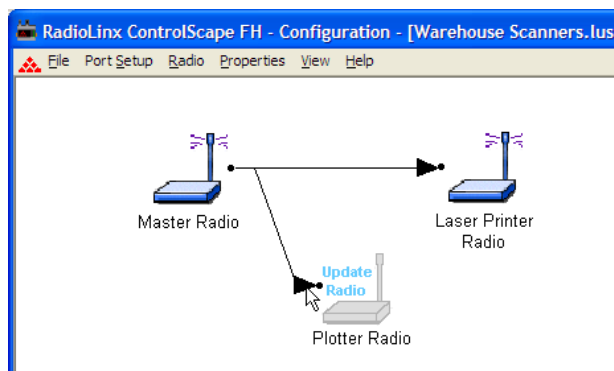 RadioLinx ControlScape FH - Configuration - [Warehouse Scanners.lus
File Port Setup Radio Properties View Help
Master Radio
Laser Printer
Radio
Update
Radio
Plotter Radio